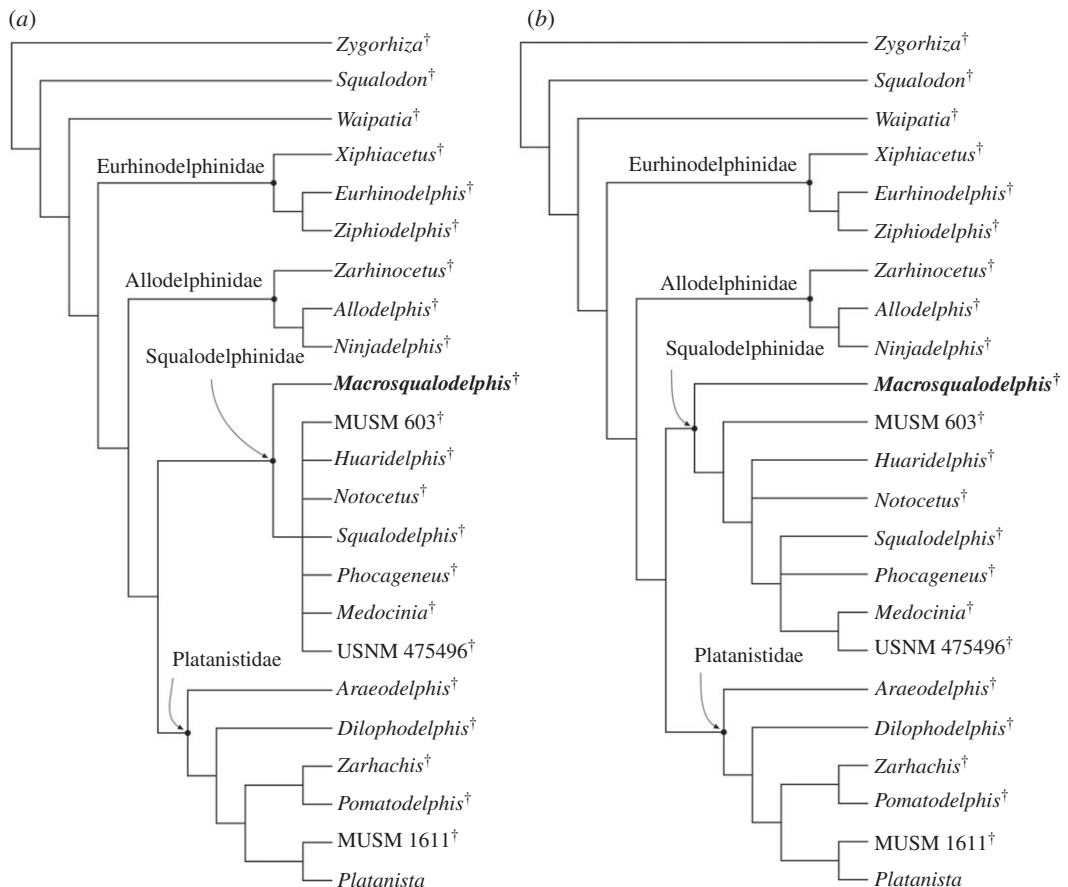 (a)
Zygorhiza†
Squalodon†
Waipatia†
Xiphiacetus†
Eurhinodelphinidae
Eurhinodelphis†
Ziphiodelphis†
Zarhinocetus†
Allodelphinidae
Allodelphis†
Ninjadelphis†
Squalodelphinidae
Macrosqualodelphis†
MUSM 603†
Huaridelphis†
Notocetus†
Squalodelphis†
Phocageneus†
Medocinia†
USNM 475496†
Platanistidae
Araeodelphis†
Dilophodelphis†
Zarhachis†
Pomatodelphis†
MUSM 1611†
Platanista
(b)
Zygorhiza†
Squalodon†
Waipatia†
Xiphiacetus†
Eurhinodelphinidae
Eurhinodelphis†
Ziphiodelphis†
Zarhinocetus†
Allodelphinidae
Allodelphis†
Ninjadelphis†
Squalodelphinidae
Macrosqualodelphis†
MUSM 603†
Huaridelphis†
Notocetus†
Squalodelphis†
Phocageneus†
Medocinia†
USNM 475496†
Platanistidae
Araeodelphis†
Dilophodelphis†
Zarhachis†
Pomatodelphis†
MUSM 1611†
Platanista